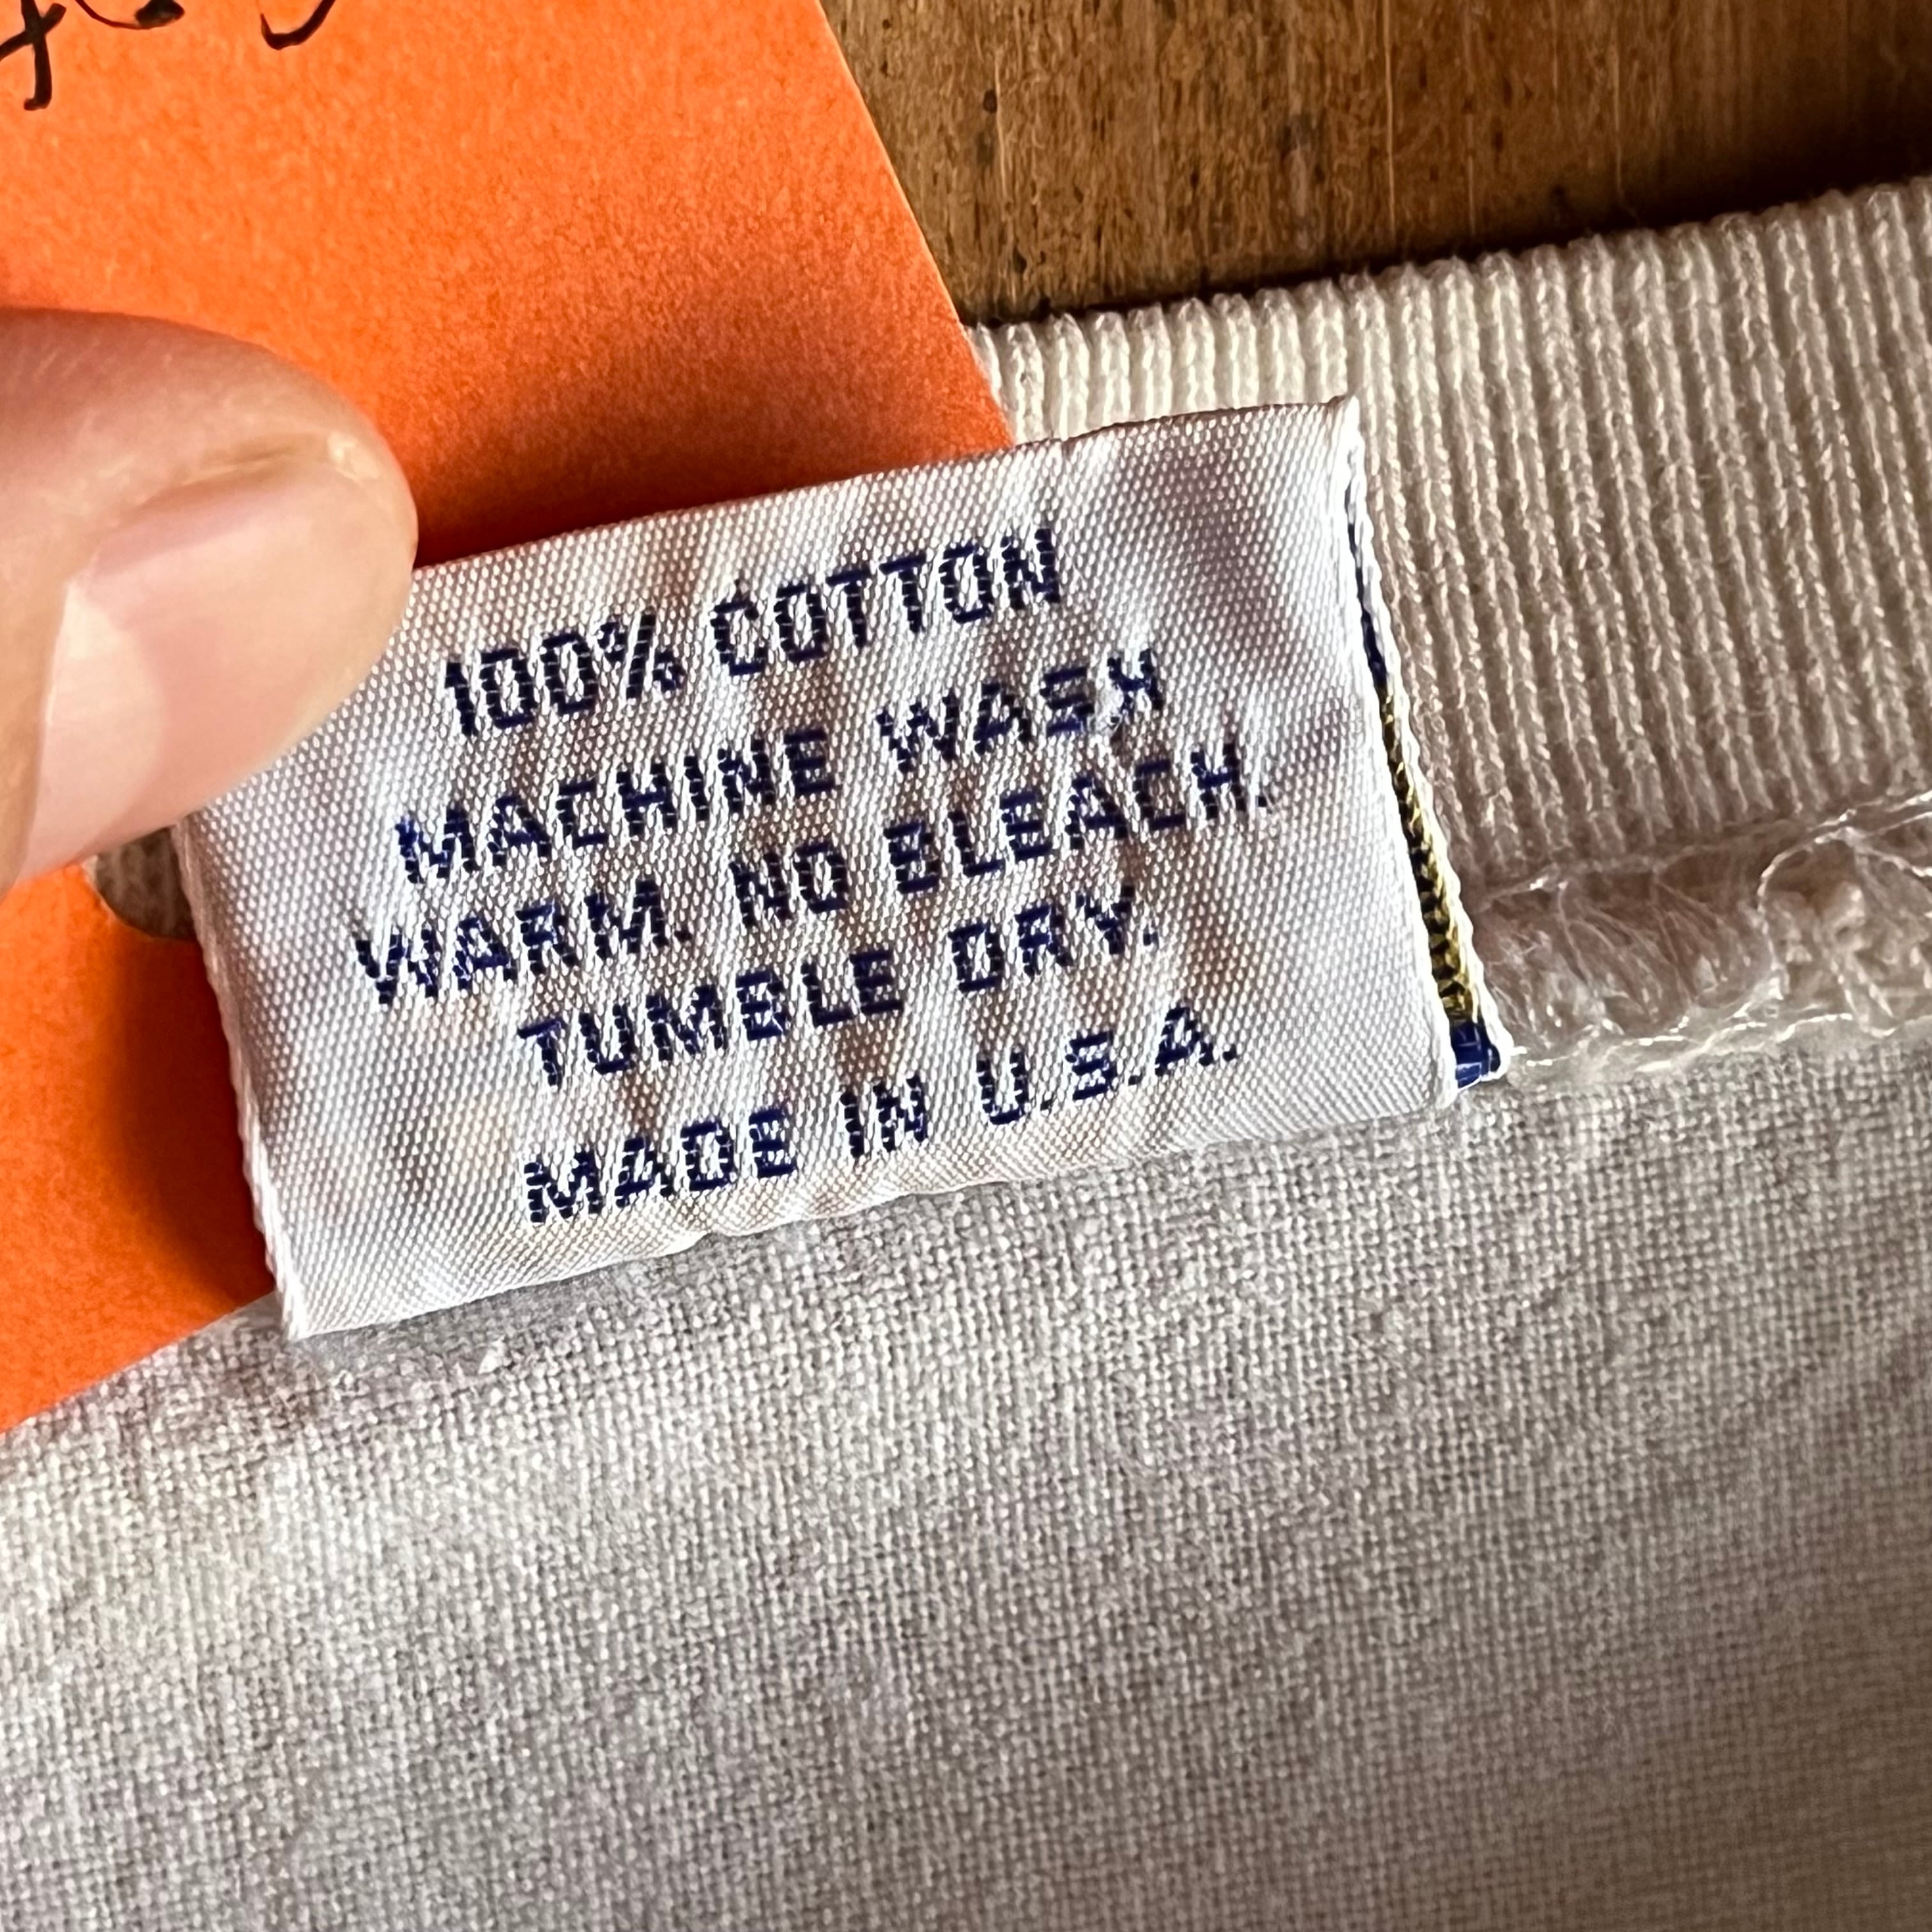 100% COTTON
MACHINE WASH
WARM. NO BLEACH.
TUMBLE DRY.
MADE IN U.S.A.